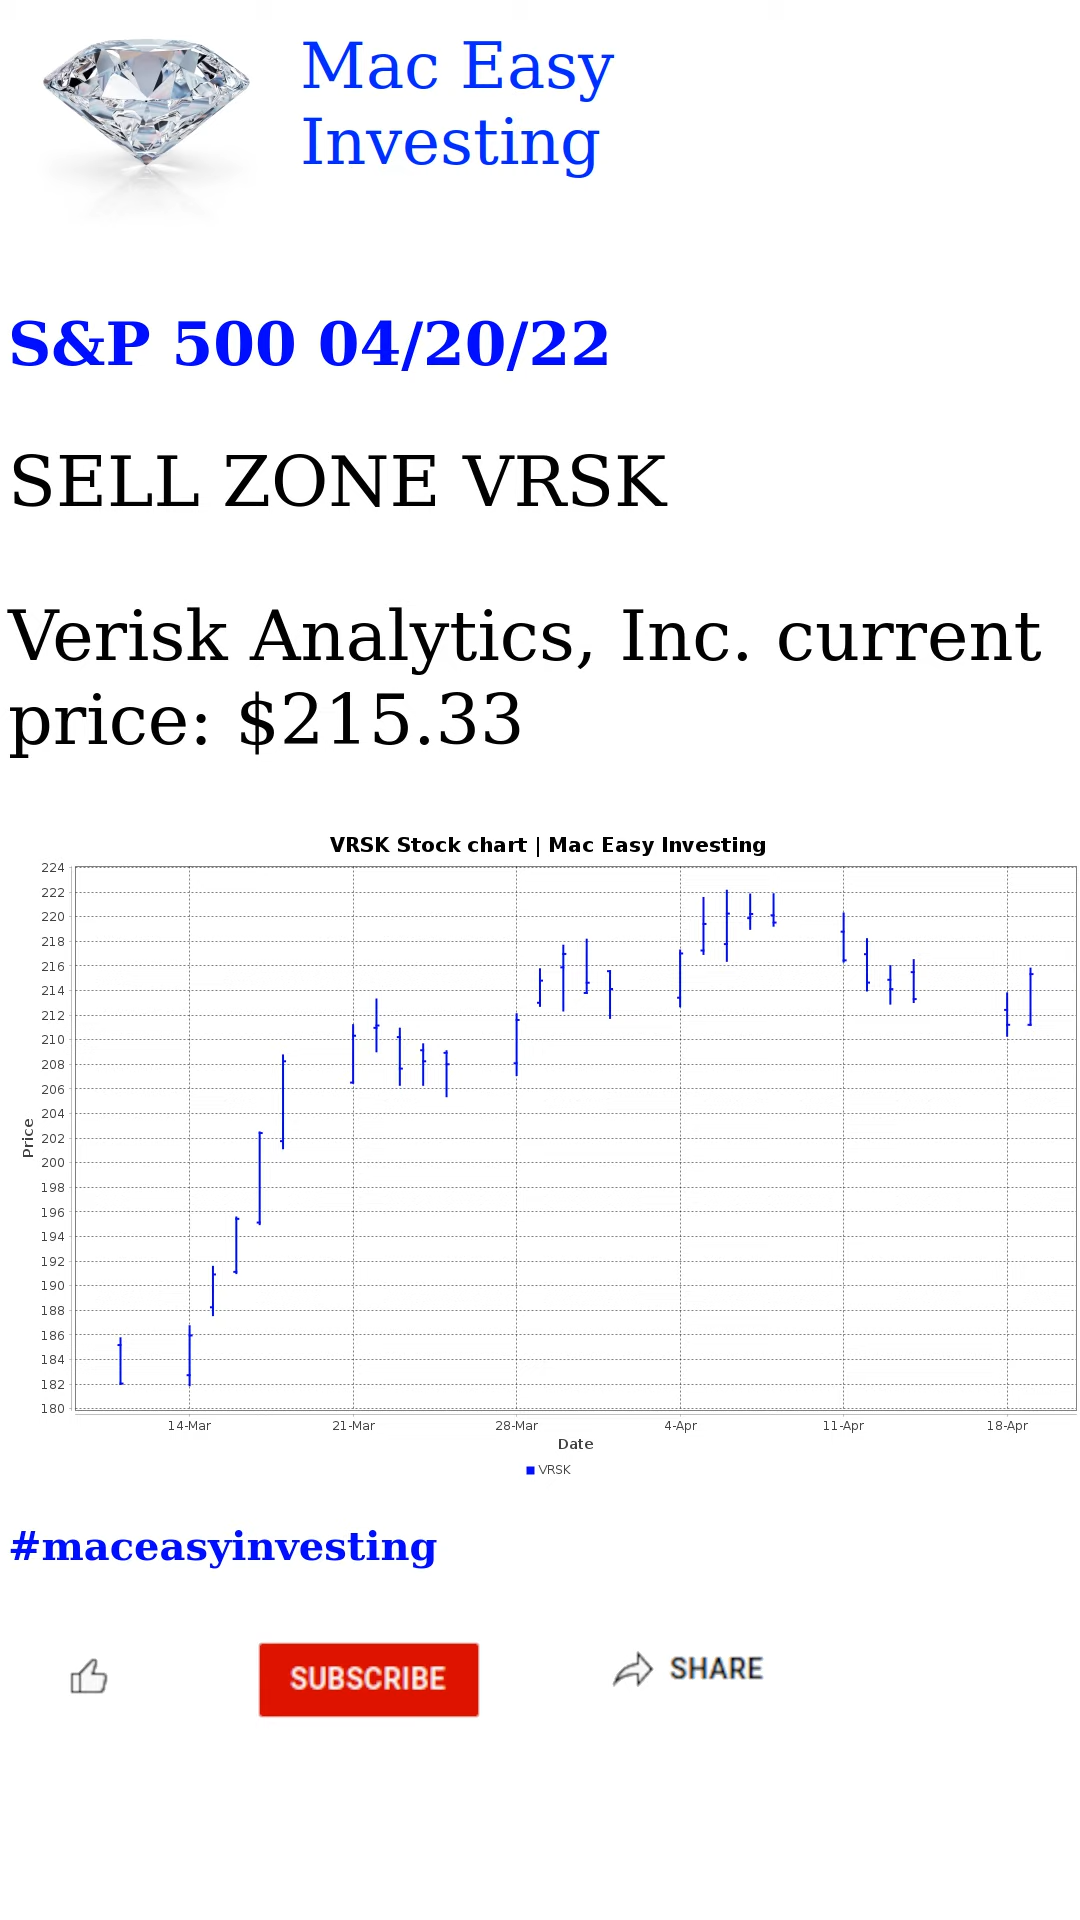 Mac Easy
Investing
S&P 500 04/20/22
SELL ZONE VRSK
Verisk Analytics, Inc. current
price: $215.33
VRSK Stock chart | Mac Easy Investing
224
222
220
218
216
214
212
210
208
206
204
202
200
198
196
194
192
190
188
186
184
182
180
Price
14-Mar 21-Mar 28-Mar 4-Apr 11-Apr 18-Apr
Date
VRSK
#maceasyinvesting
SUBSCRIBE SHARE